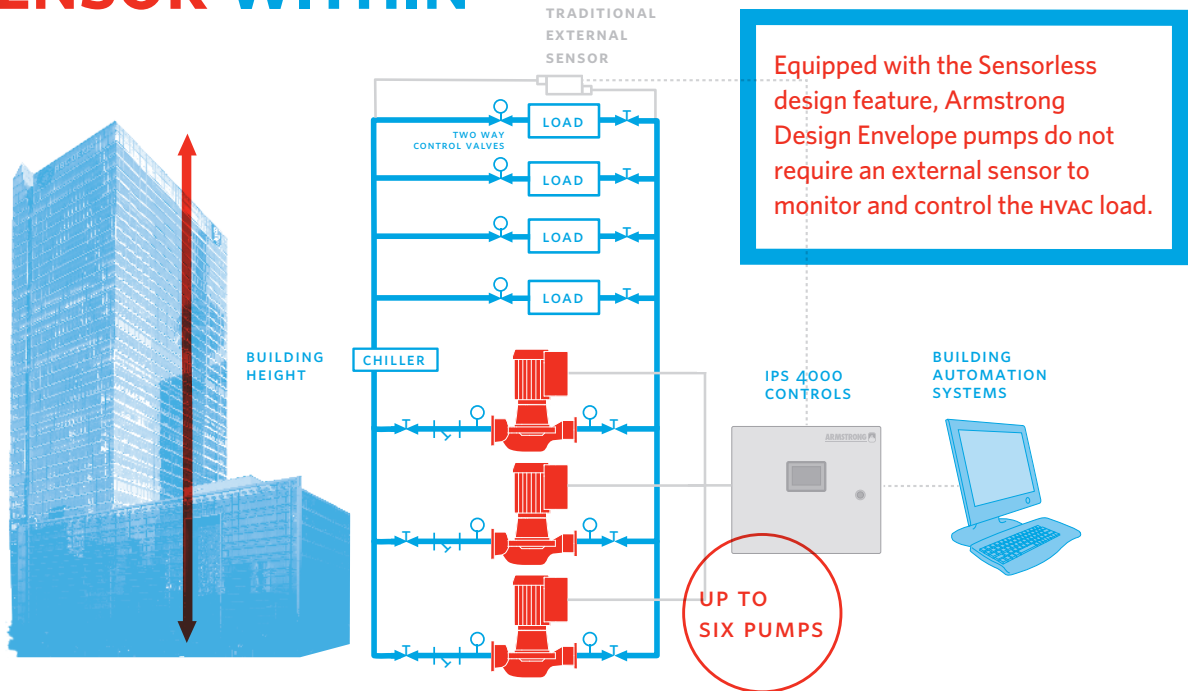 SENSOR WITHIN
TRADITIONAL
EXTERNAL
SENSOR
Equipped with the Sensorless
design feature, Armstrong
Design Envelope pumps do not
require an external sensor to
monitor and control the HVAC load.
LOAD
TWO WAY
CONTROL VALVES
LOAD
LOAD
LOAD
BUILDING
HEIGHT
CHILLER
IPS 4000
CONTROLS
BUILDING
AUTOMATION
SYSTEMS
ARMSTRONG
UP TO
SIX PUMPS